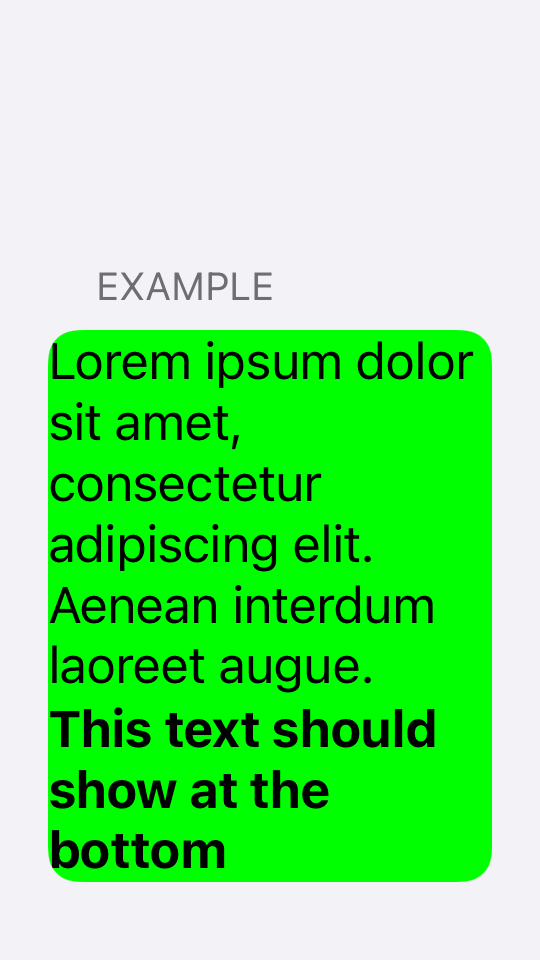 EXAMPLE
Lorem ipsum dolor
sit amet,
consectetur
adipiscing elit.
Aenean interdum
laoreet augue.
This text should
show at the
bottom